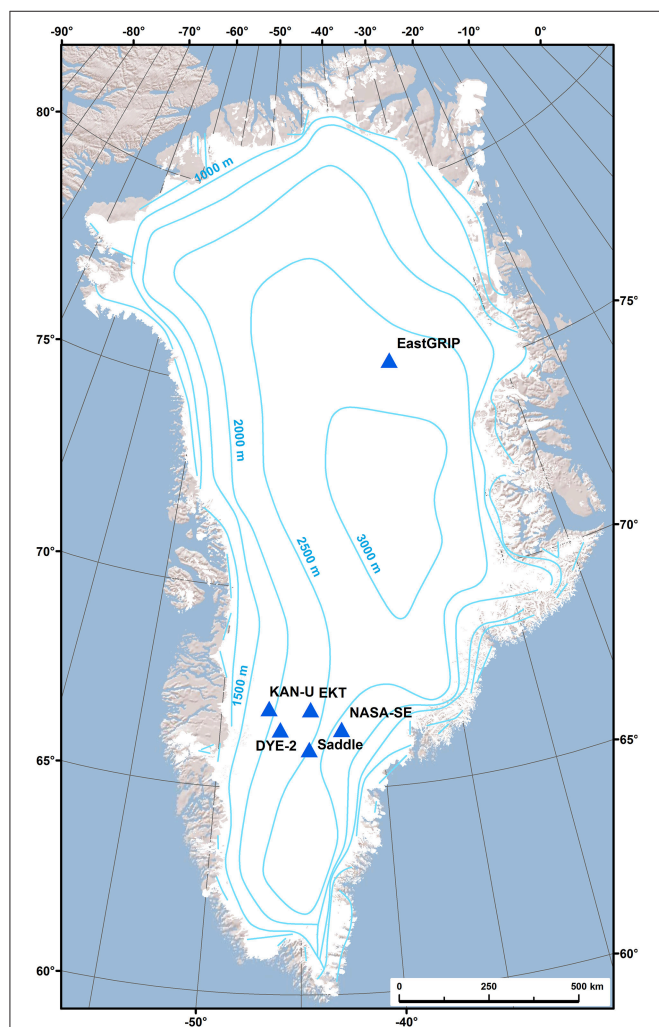 -90° -80° -70° -60° -50° -40° -30° -20° -10° 0°
80°
1000 m
75°
75°
EastGRIP
2000 m
70°
2500 m
3000 m
70°
1500 m
KAN-U EKT
NASA-SE
DYE-2 Saddle
65°
65°
60°
60°
0 250 500 km
-50° -40°